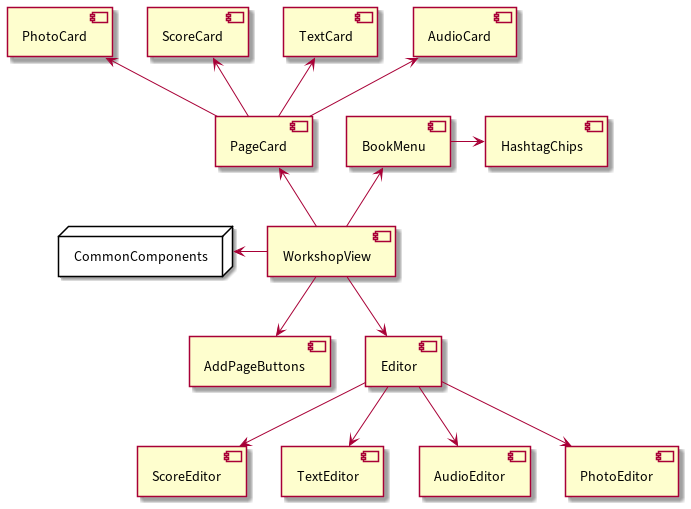 PhotoCard
ScoreCard
TextCard
AudioCard
PageCard
BookMenu
HashtagChips
CommonComponents
WorkshopView
AddPageButtons
Editor
ScoreEditor
TextEditor
AudioEditor
PhotoEditor